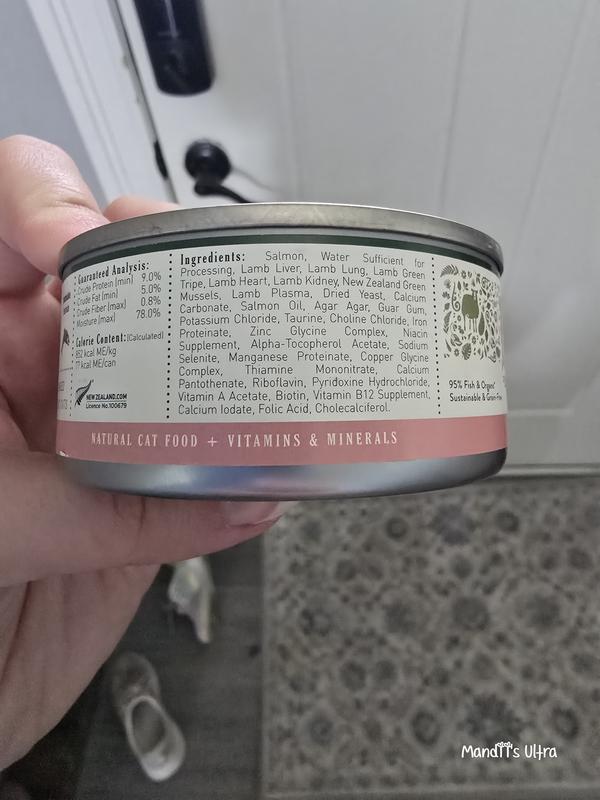 Guaranteed Analysis:
Crude Protein (min) 9.0%
Crude Fat (min) 5.0%
Crude Fiber (max) 0.8%
Moisture (max) 78.0%
Calorie Content: (Calculated)
852 kcal ME/kg
77 kcal ME/can
NEWZEALAND.COM
Licence No.100679
Ingredients: Salmon, Water Sufficient for
Processing, Lamb Liver, Lamb Lung, Lamb Green
Tripe, Lamb Heart, Lamb Kidney, New Zealand Green
Mussels, Lamb Plasma, Dried Yeast, Calcium
Carbonate, Salmon Oil, Agar Agar, Guar Gum,
Potassium Chloride, Taurine, Choline Chloride, Iron
Proteinate, Zinc Glycine Complex, Niacin
Supplement, Alpha-Tocopherol Acetate, Sodium
Selenite, Manganese Proteinate, Copper Glycine
Complex, Thiamine Mononitrate, Calcium
Pantothenate, Riboflavin, Pyridoxine Hydrochloride,
Vitamin A Acetate, Biotin, Vitamin B12 Supplement,
Calcium Iodate, Folic Acid, Cholecalciferol.
95% Fish & Organs
Sustainable & Grain-Free
NATURAL CAT FOOD + VITAMINS & MINERALS
MandII's Ultra